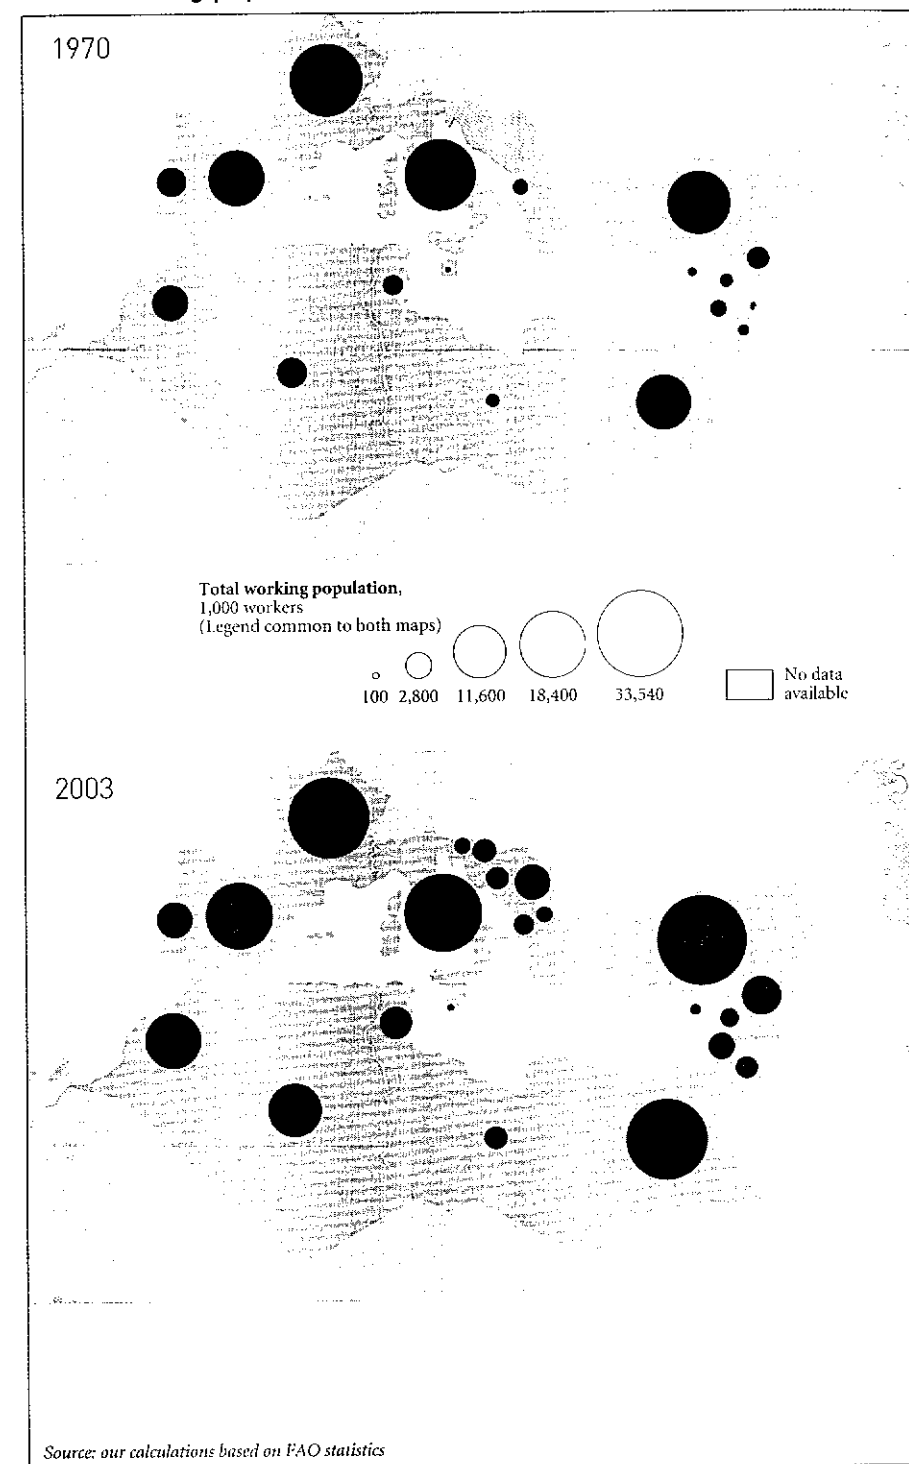 1970
Total working population,
1,000 workers
(Legend common to both maps)
100 2,800 11,600 18,400 33,540
No data
available
2003
Source: our calculations based on FAO statistics